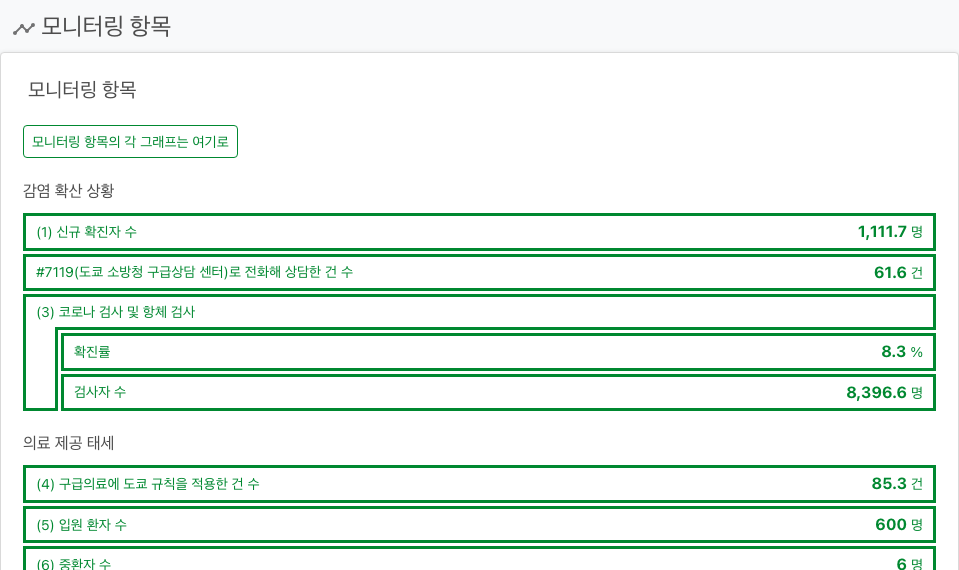 모니터링 항목
모니터링 항목
모니터링 항목의 각 그래프는 여기로
감염 확산 상황
(1) 신규 확진자 수 1,111.7 명
#7119(도쿄 소방청 구급상담 센터)로 전화해 상담한 건 수 61.6 건
(3) 코로나 검사 및 항체 검사
확진률 8.3 %
검사자 수 8,396.6 명
의료 제공 태세
(4) 구급의료에 도쿄 규칙을 적용한 건 수 85.3 건
(5) 입원 환자 수 600 명
(6) 중환자 수 6 명